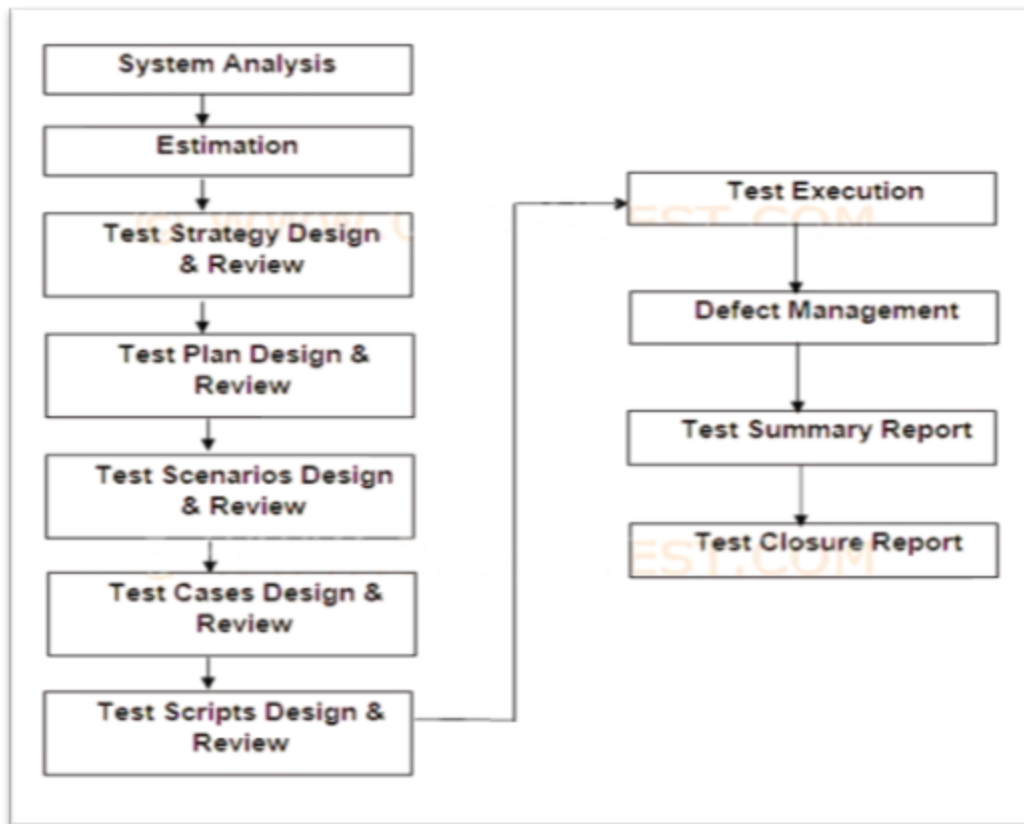 System Analysis
Estimation
Test Strategy Design
& Review
Test Plan Design &
Review
Test Scenarios Design
& Review
Test Cases Design &
Review
Test Scripts Design &
Review
Test Execution
Defect Management
Test Summary Report
Test Closure Report